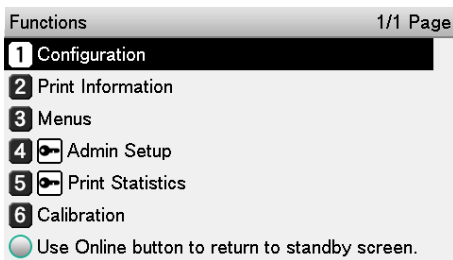 Functions 1/1 Page
1 Configuration
2 Print Information
3 Menus
4 Admin Setup
5 Print Statistics
6 Calibration
Use Online button to return to standby screen.